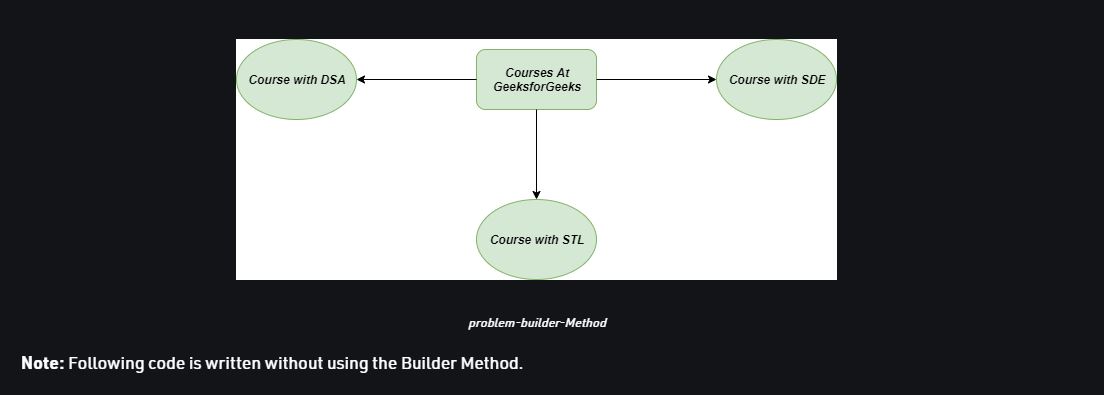 Course with DSA
Courses At
GeeksforGeeks
Course with SDE
Course with STL
problem-builder-Method
Note: Following code is written without using the Builder Method.